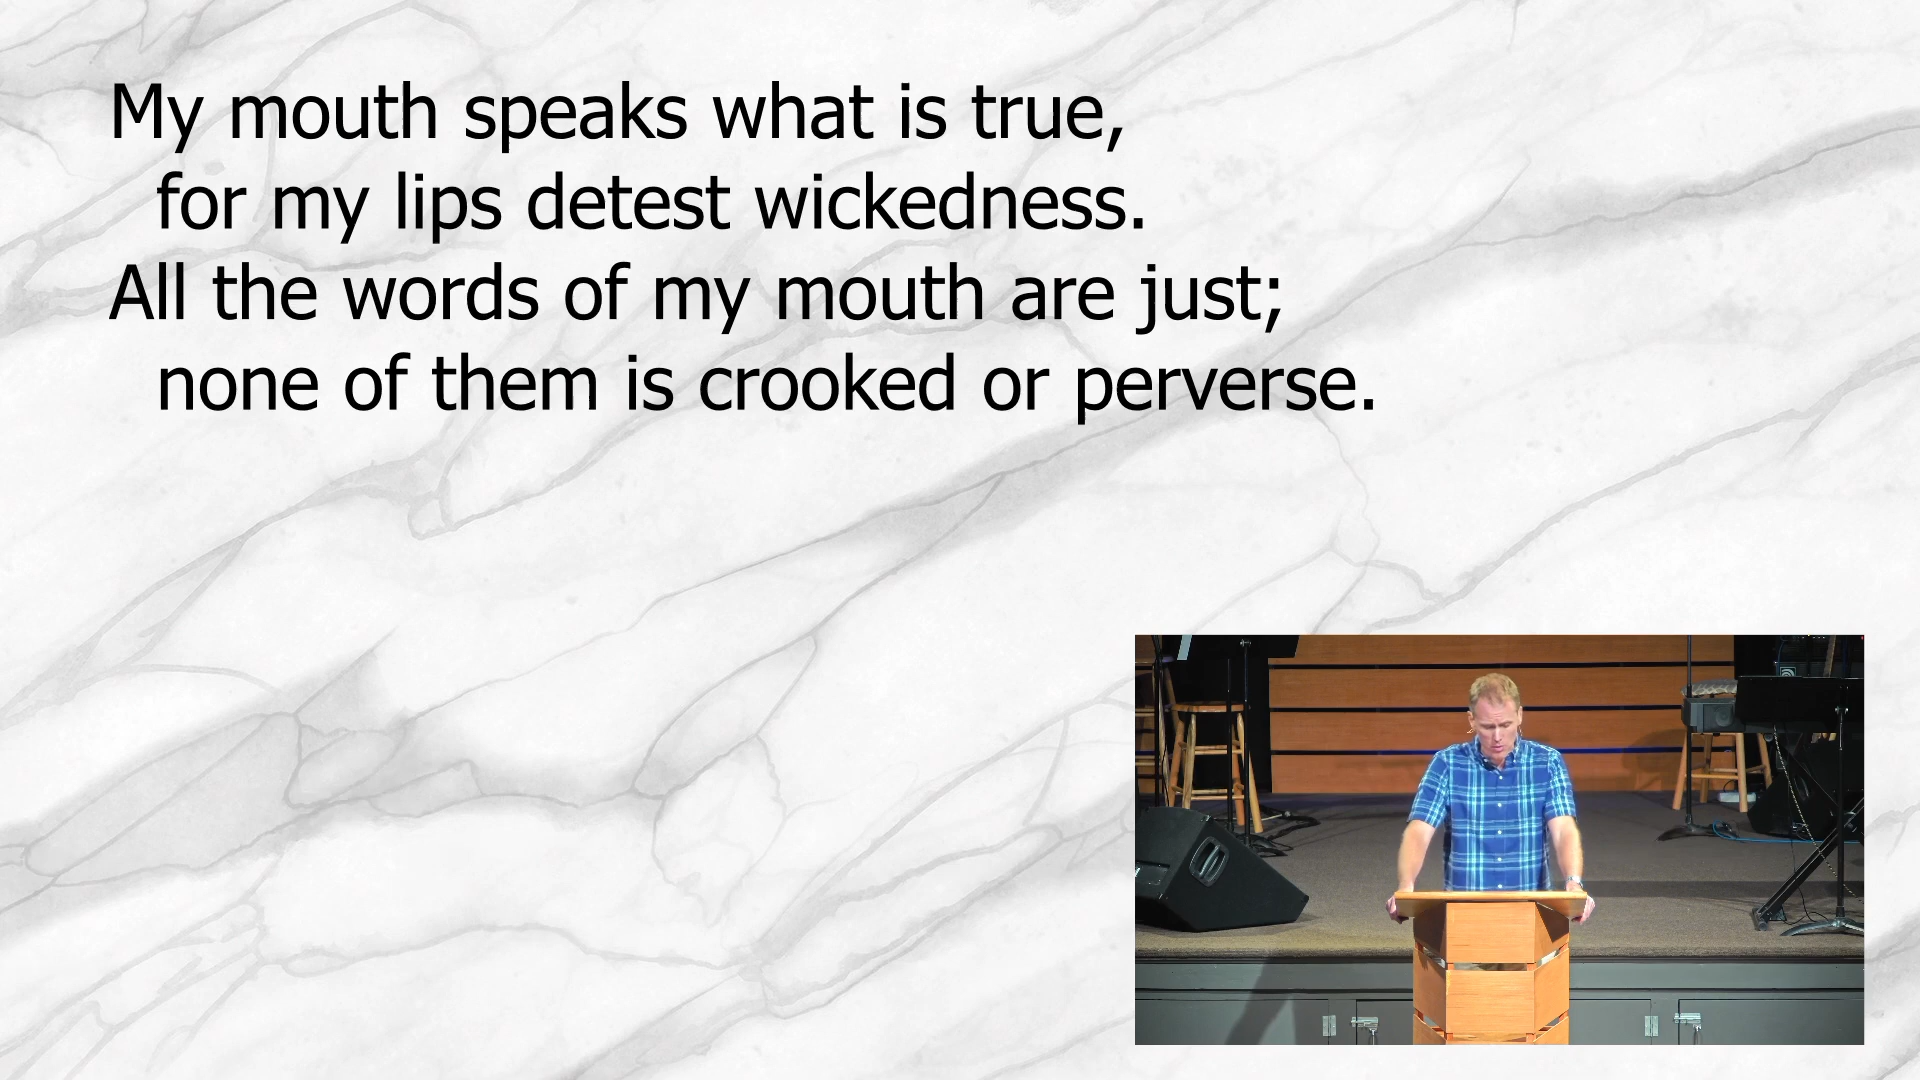 My mouth speaks what is true,
for my lips detest wickedness.
All the words of my mouth are just;
none of them is crooked or perverse.